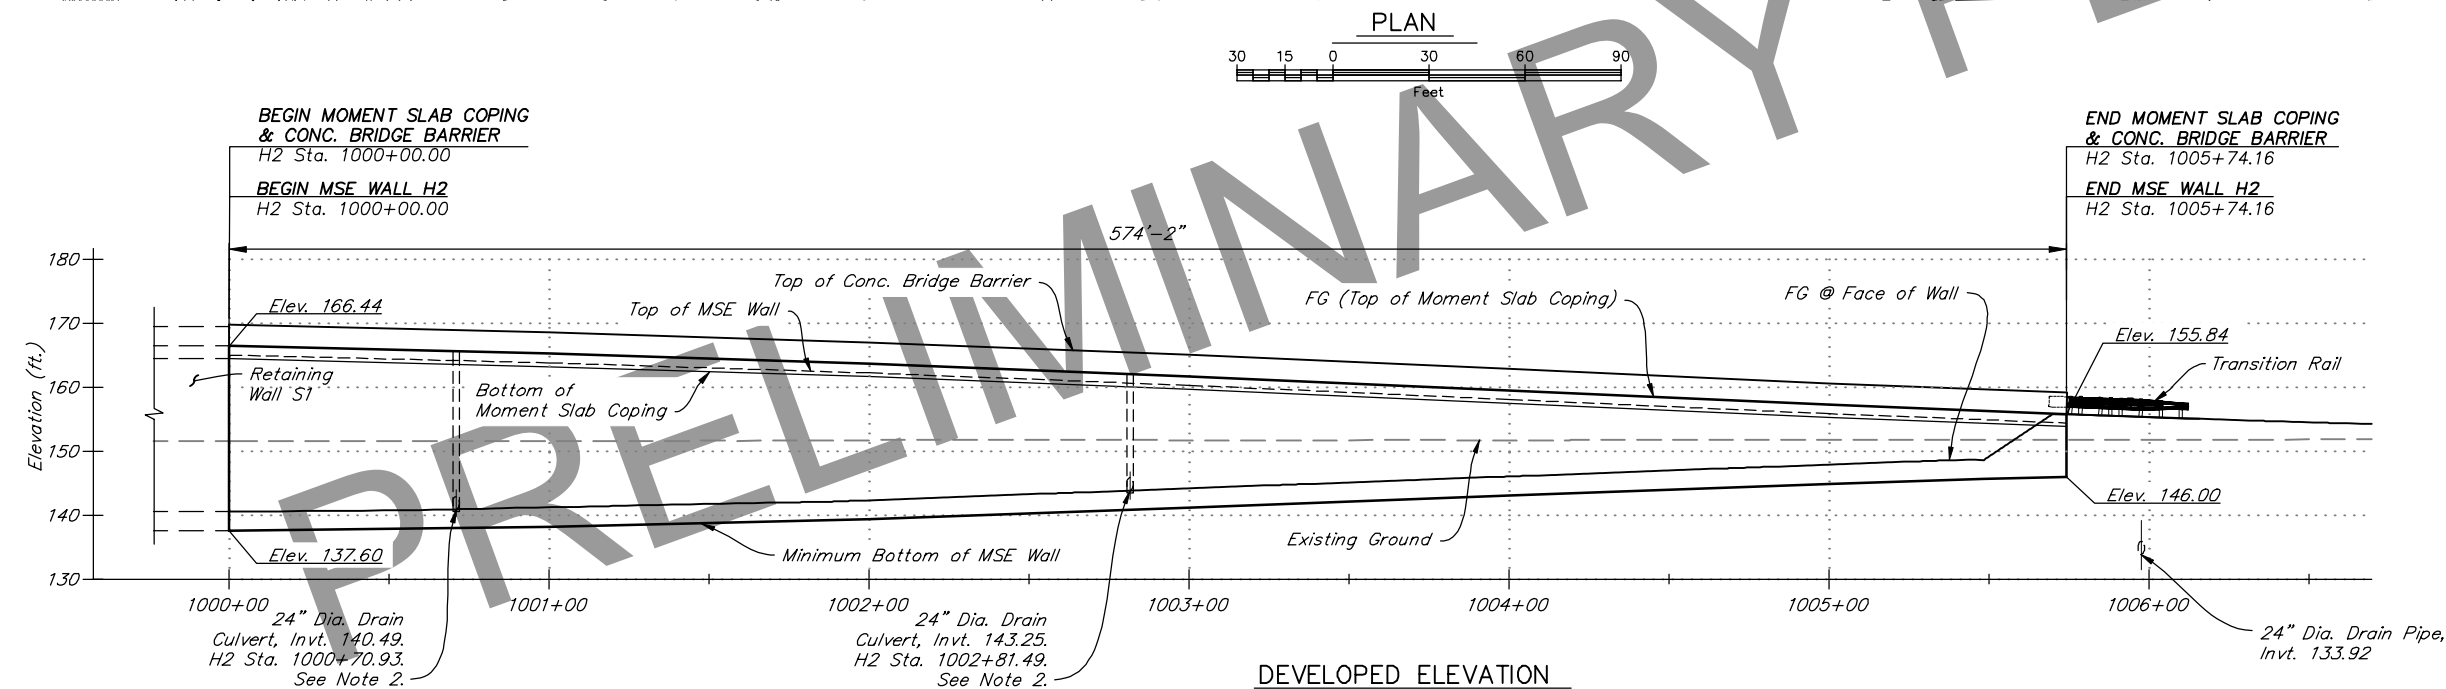 PLAN
30 15 0 30 60 90
Feet
BEGIN MOMENT SLAB COPING
& CONC. BRIDGE BARRIER
H2 Sta. 1000+00.00
BEGIN MSE WALL H2
H2 Sta. 1000+00.00
END MOMENT SLAB COPING
& CONC. BRIDGE BARRIER
H2 Sta. 1005+74.16
END MSE WALL H2
H2 Sta. 1005+74.16
574'-2"
Elevation (ft.)
180
170
160
150
140
130
Elev. 166.44
Top of MSE Wall
Top of Conc. Bridge Barrier
FG (Top of Moment Slab Coping)
FG @ Face of Wall
Elev. 155.84
Transition Rail
Retaining
Wall S1
Bottom of
Moment Slab Coping
Elev. 137.60
Minimum Bottom of MSE Wall
Existing Ground
Elev. 146.00
1000+00 1001+00 1002+00 1003+00 1004+00 1005+00 1006+00
24" Dia. Drain
Culvert, Invt. 140.49.
H2 Sta. 1000+70.93.
See Note 2.
24" Dia. Drain
Culvert, Invt. 143.25.
H2 Sta. 1002+81.49.
See Note 2.
24" Dia. Drain Pipe,
Invt. 133.92
DEVELOPED ELEVATION
PRELIMINARY